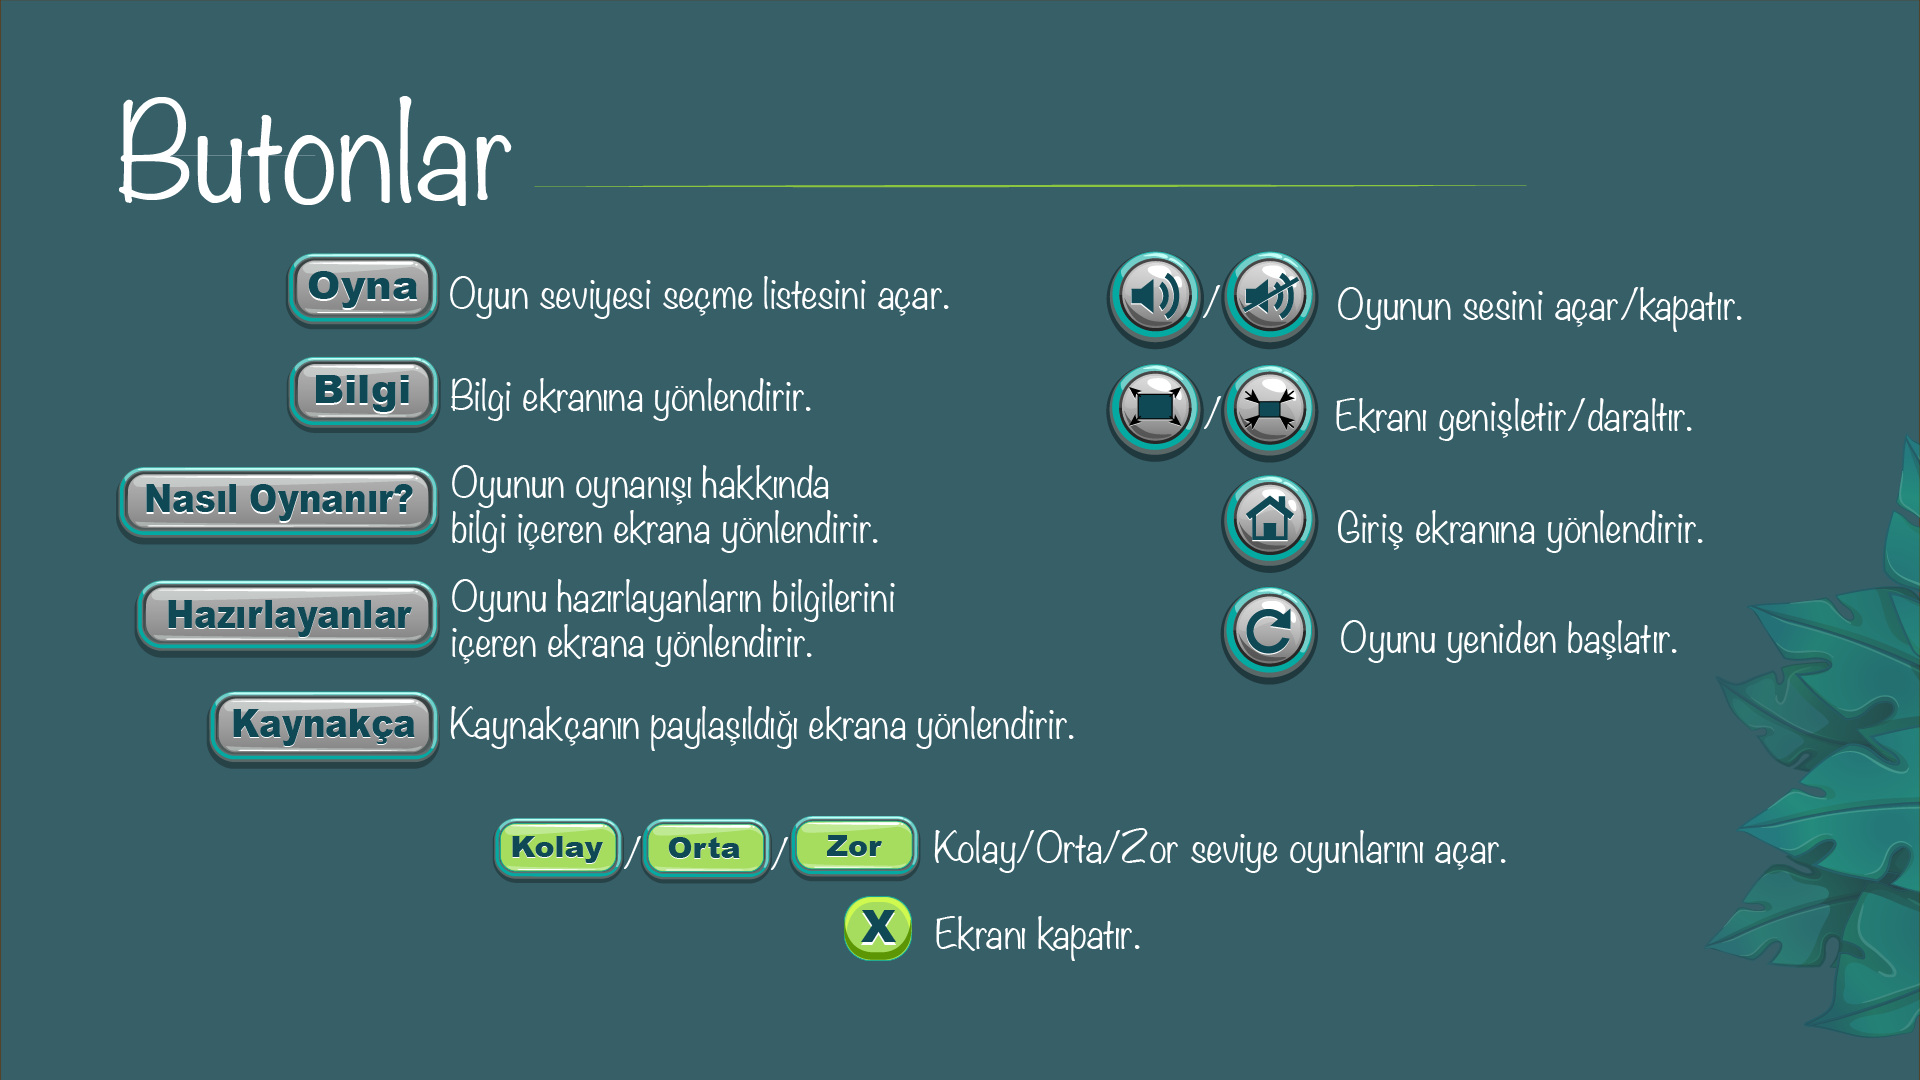 Butonlar
Oyna
Oyun seviyesi seçme listesini açar.
Bilgi
Bilgi ekranına yönlendirir.
Nasıl Oynanır?
Oyunun oynanışı hakkında
bilgi içeren ekrana yönlendirir.
Hazırlayanlar
Oyunu hazırlayanların bilgilerini
içeren ekrana yönlendirir.
Kaynakça
Kaynakçanın paylaşıldığı ekrana yönlendirir.
/
Oyunun sesini açar/kapatır.
/
Ekranı genişletir/daraltır.
Giriş ekranına yönlendirir.
Oyunu yeniden başlatır.
Kolay / Orta / Zor
Kolay/Orta/Zor seviye oyunlarını açar.
X
Ekranı kapatır.